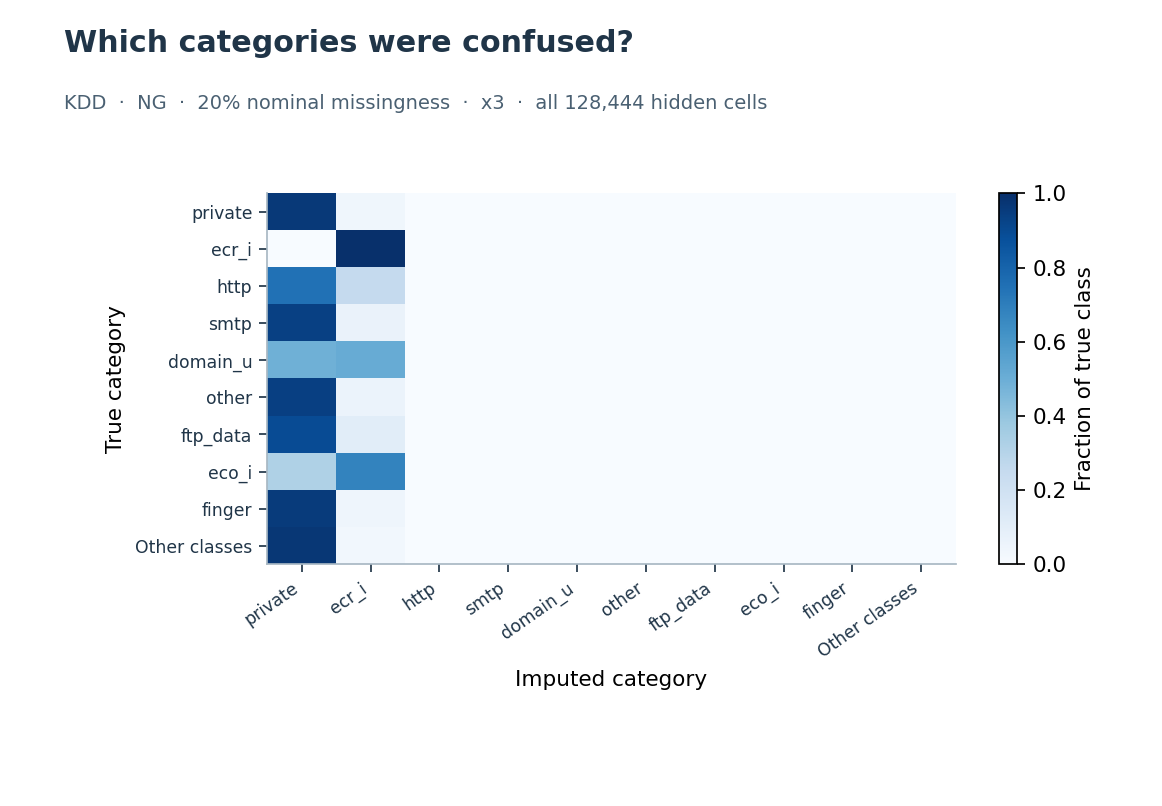 Which categories were confused?
KDD · NG · 20% nominal missingness · x3 · all 128,444 hidden cells
True category
private
ecr_i
http
smtp
domain_u
other
ftp_data
eco_i
finger
Other classes
private
ecr_i
http
smtp
domain_u
other
ftp_data
eco_i
finger
Other classes
Imputed category
1.0
0.8
0.6
0.4
0.2
0.0
Fraction of true class